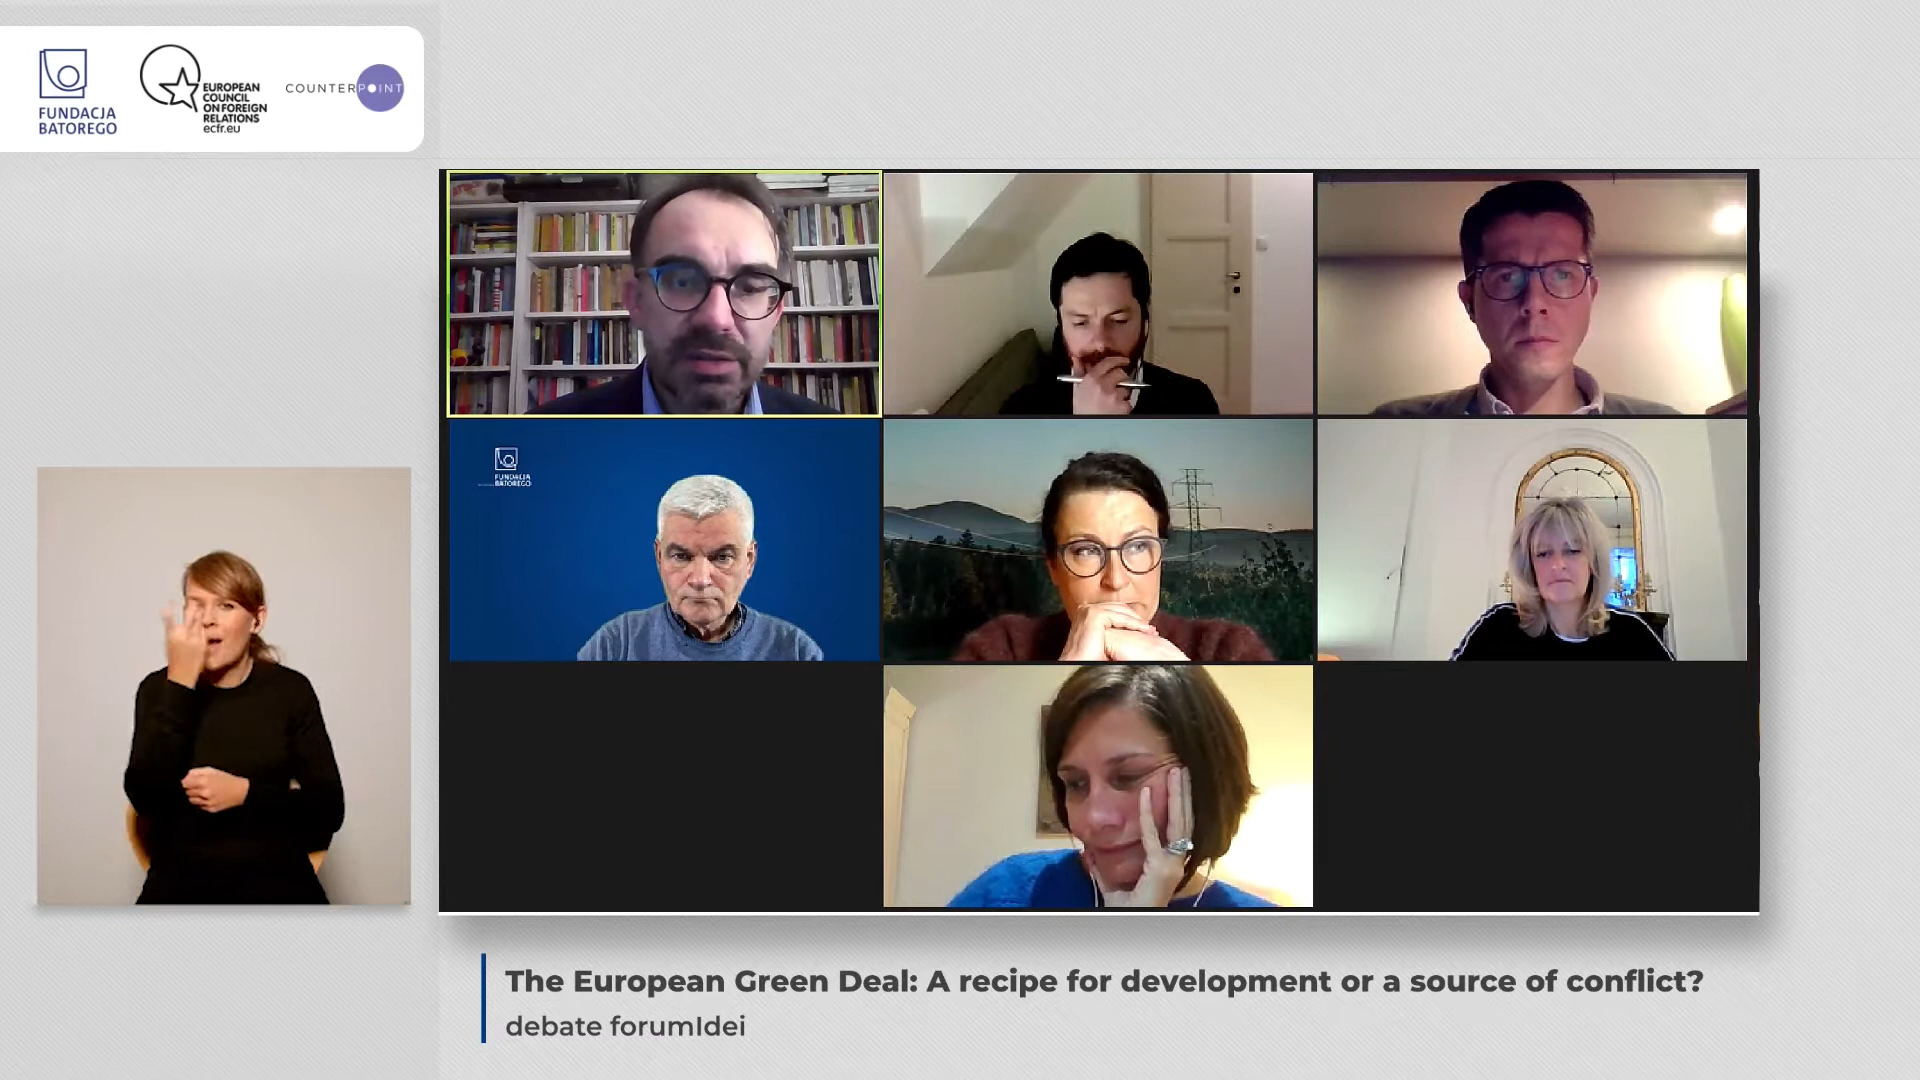 FUNDACJA
BATOREGO
EUROPEAN
COUNCIL
ON FOREIGN
RELATIONS
ecfr.eu
COUNTERPOINT
FUNDACJA
BATOREGO
The European Green Deal: A recipe for development or a source of conflict?
debate forumIdei